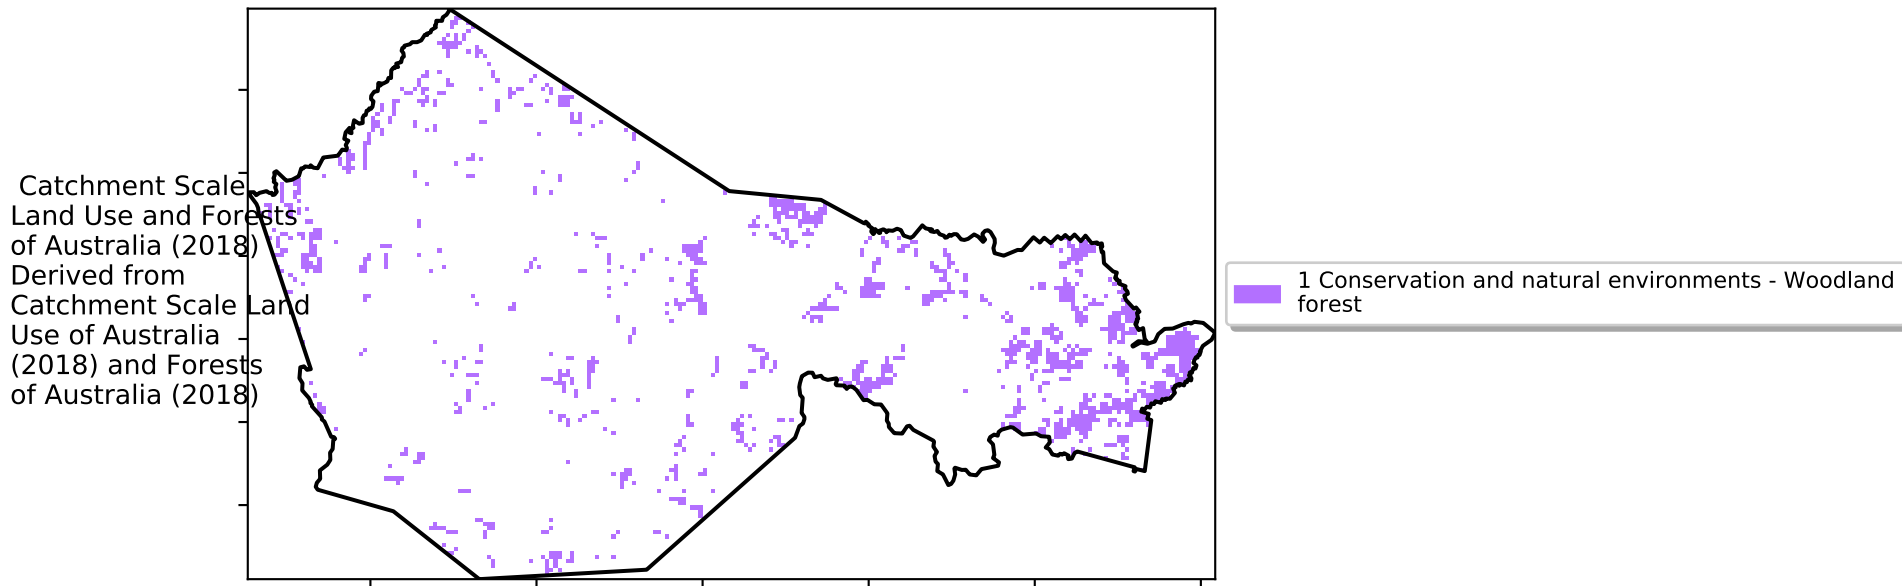 Catchment Scale
Land Use and Forests
of Australia (2018)
Derived from
Catchment Scale Land
Use of Australia
(2018) and Forests
of Australia (2018)
1 Conservation and natural environments - Woodland
forest